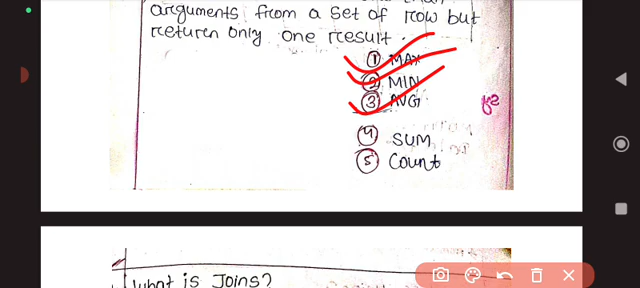 arguments from a set of row but
return only one result.
① MAX
② MIN
③ AVG
④ SUM
⑤ Count
What is Joins?